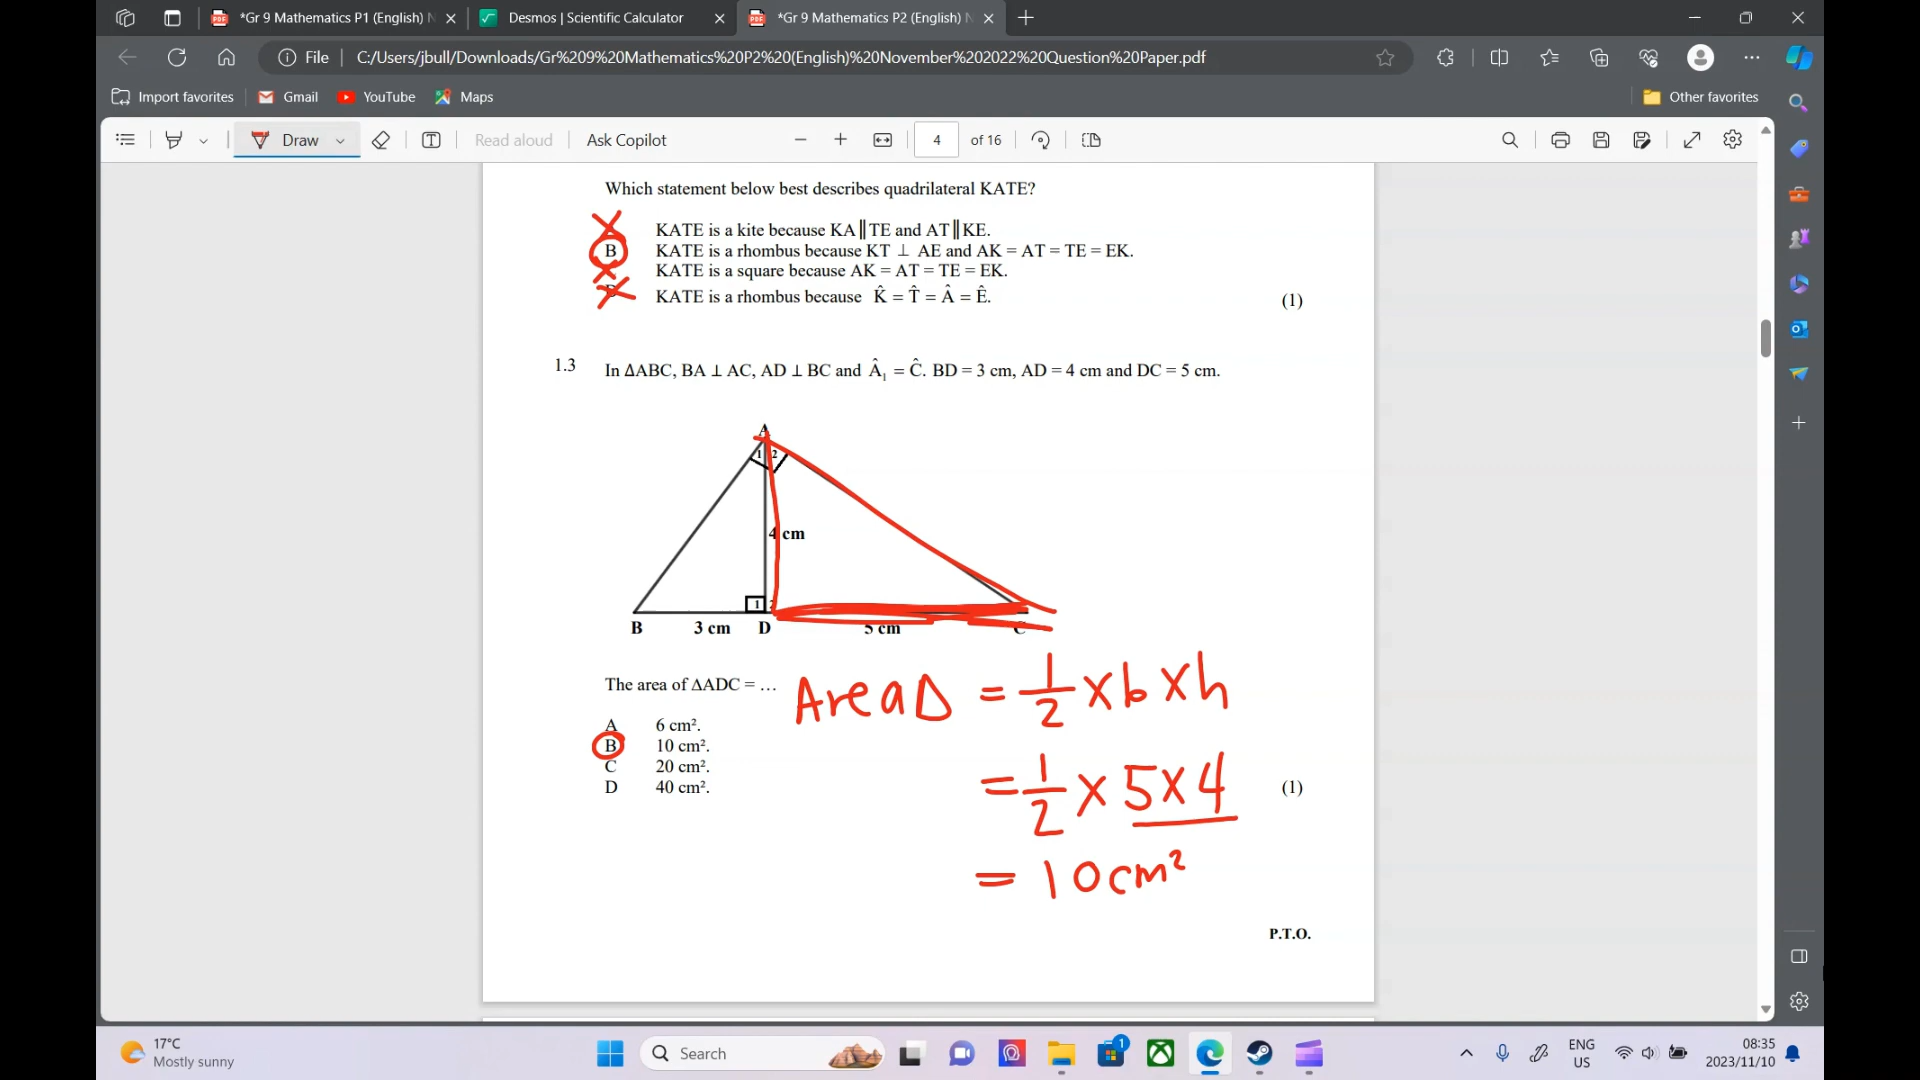 *Gr 9 Mathematics P1 (English) N
Desmos | Scientific Calculator
*Gr 9 Mathematics P2 (English) N
File
C:/Users/jbull/Downloads/Gr%209%20Mathematics%20P2%20(English)%20November%202022%20Question%20Paper.pdf
Import favorites
Gmail
YouTube
Maps
Other favorites
Draw
Read aloud
Ask Copilot
4
of 16
Which statement below best describes quadrilateral KATE?
KATE is a kite because KA∥TE and AT∥KE.
B KATE is a rhombus because KT ⊥ AE and AK = AT = TE = EK.
KATE is a square because AK = AT = TE = EK.
D KATE is a rhombus because K̂ = T̂ = Â = Ê.
(1)
1.3 In ΔABC, BA ⊥ AC, AD ⊥ BC and Â₁ = Ĉ. BD = 3 cm, AD = 4 cm and DC = 5 cm.
A
1 2
4 cm
1 2
B 3 cm D 5 cm C
The area of ΔADC = …
Area Δ = 1/2 × b × h
A 6 cm².
B 10 cm².
C 20 cm².
D 40 cm².
= 1/2 × 5 × 4
(1)
= 10 cm²
P.T.O.
17°C
Mostly sunny
Search
1
ENG
US
08:35
2023/11/10